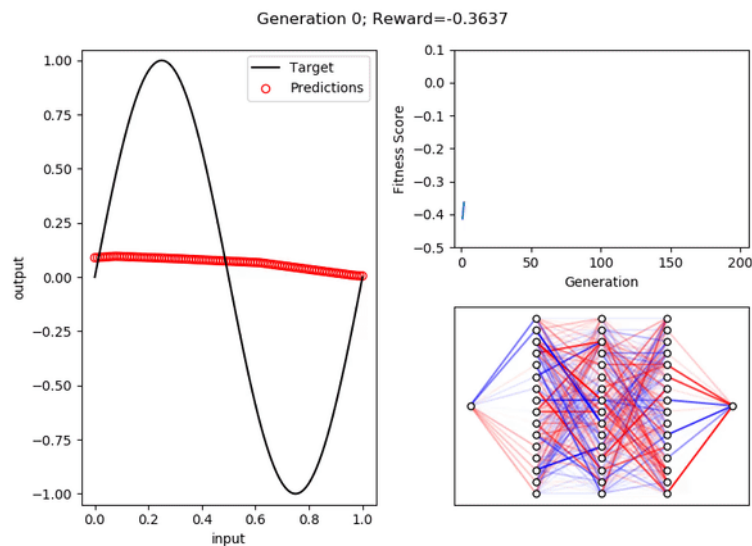 Generation 0; Reward=-0.3637
1.00
0.75
0.50
0.25
0.00
-0.25
-0.50
-0.75
-1.00
output
0.0 0.2 0.4 0.6 0.8 1.0
input
Target
Predictions
0.1
0.0
-0.1
-0.2
-0.3
-0.4
-0.5
Fitness Score
0 50 100 150 200
Generation